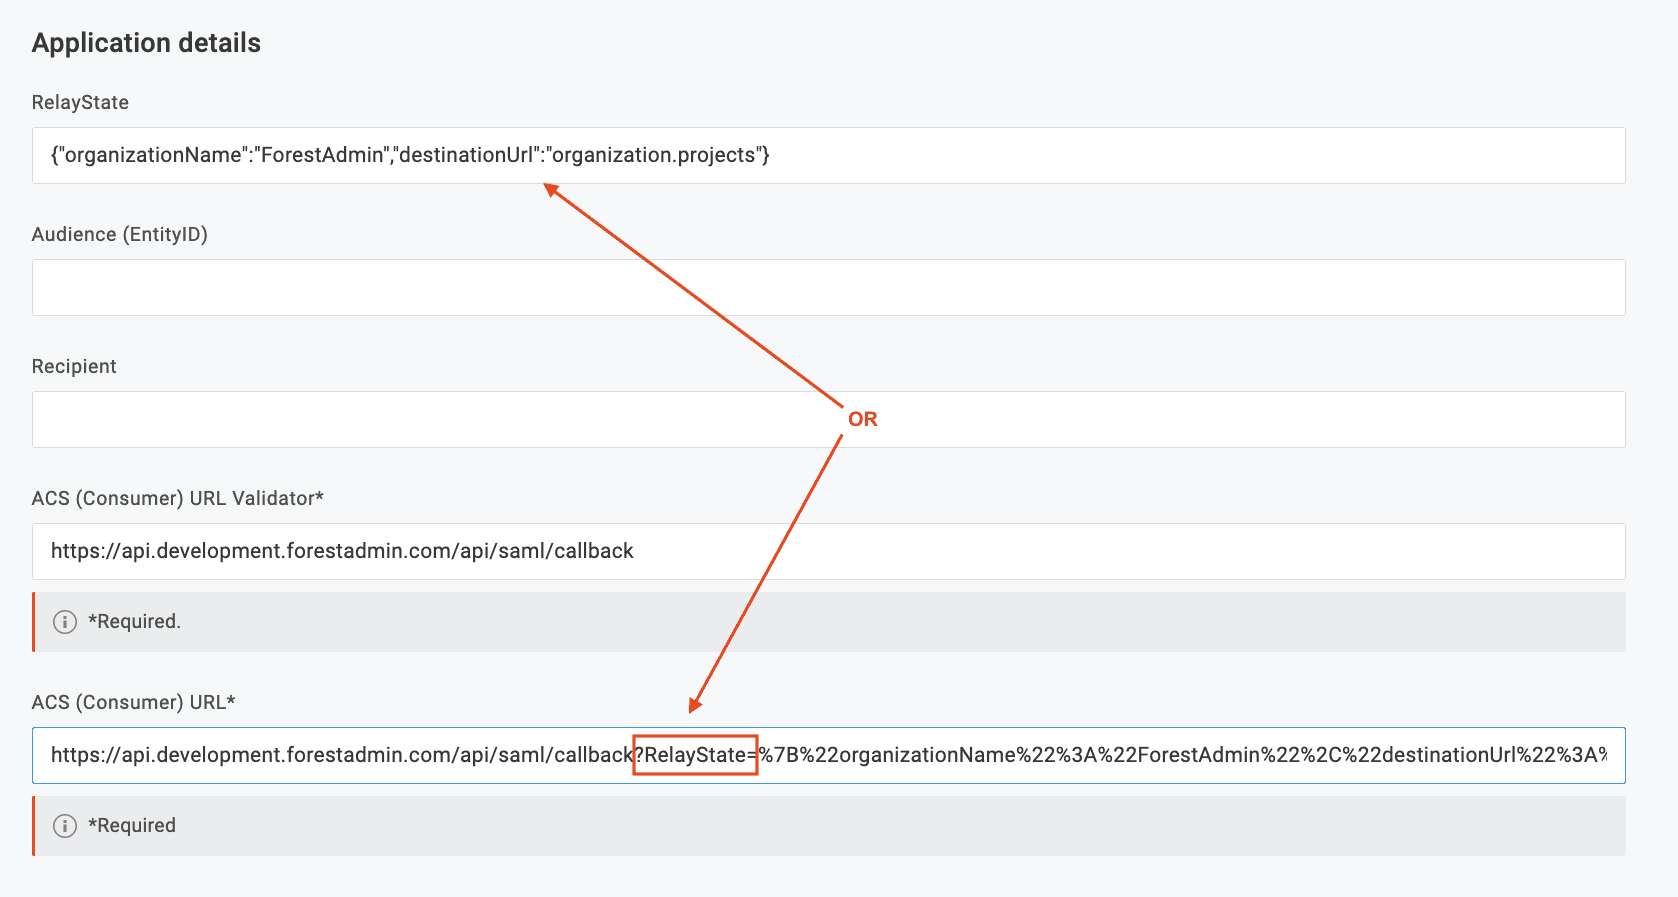 Application details
RelayState
{"organizationName":"ForestAdmin","destinationUrl":"organization.projects"}
Audience (EntityID)
Recipient
OR
ACS (Consumer) URL Validator*
https://api.development.forestadmin.com/api/saml/callback
*Required.
ACS (Consumer) URL*
https://api.development.forestadmin.com/api/saml/callback?RelayState=%7B%22organizationName%22%3A%22ForestAdmin%22%2C%22destinationUrl%22%3A%
*Required